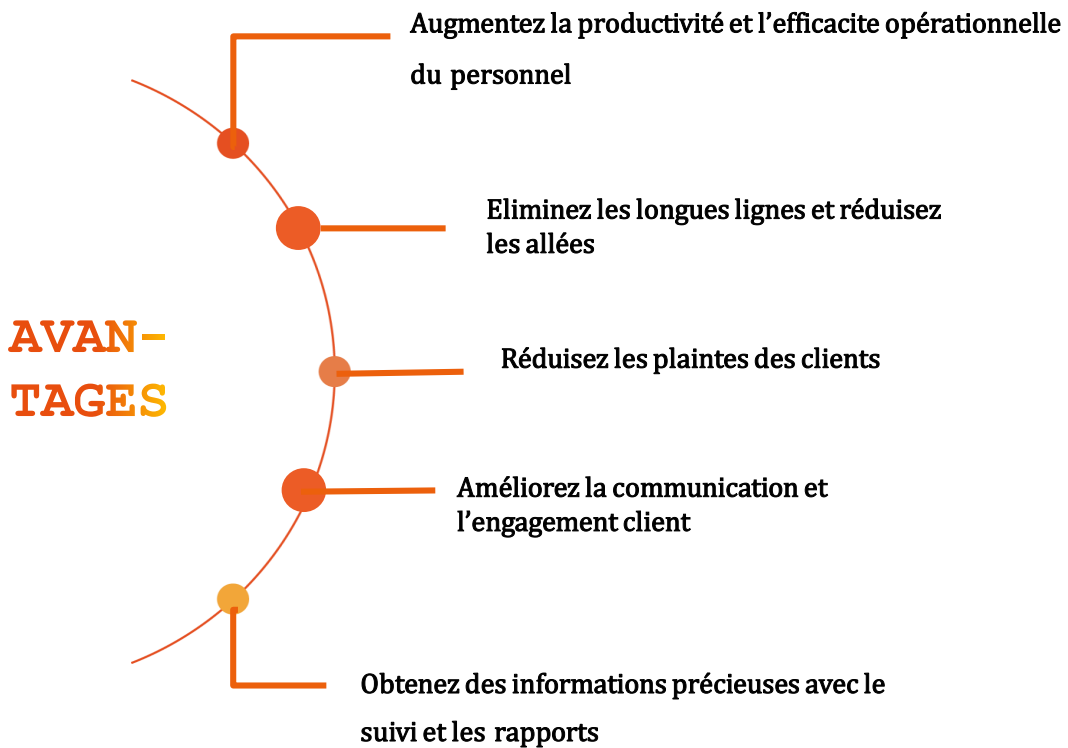 Augmentez la productivité et l’efficacite opérationnelle
du personnel
Eliminez les longues lignes et réduisez
les allées
AVAN-
TAGES
Réduisez les plaintes des clients
Améliorez la communication et
l’engagement client
Obtenez des informations précieuses avec le
suivi et les rapports